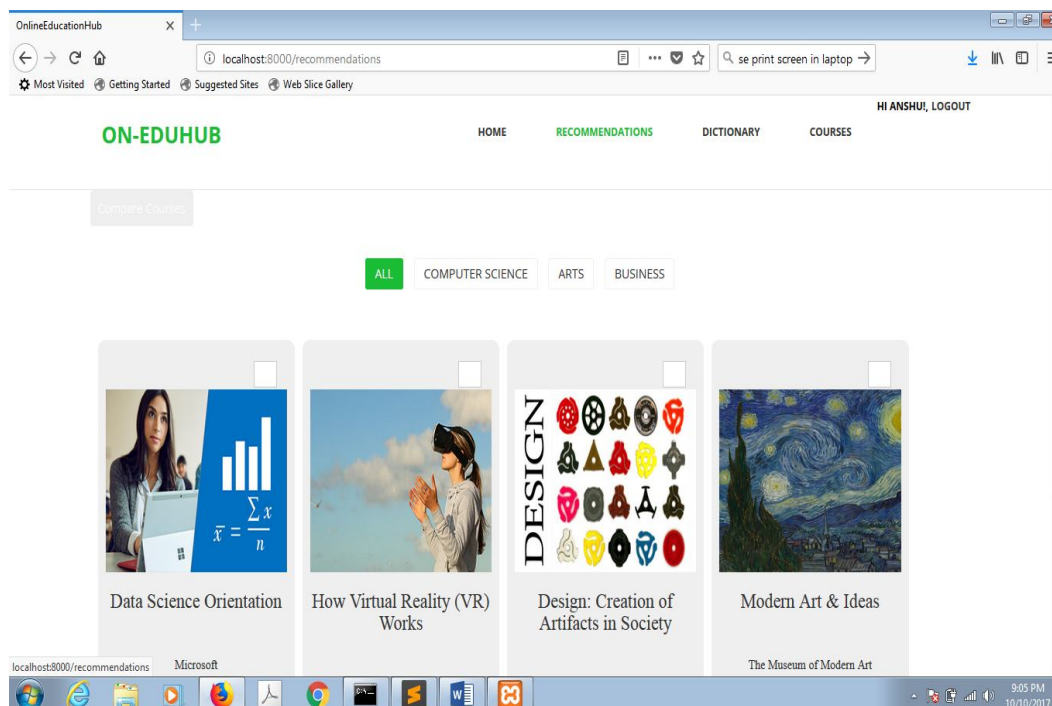 OnlineEducationHub
localhost:8000/recommendations
se print screen in laptop
Most Visited Getting Started Suggested Sites Web Slice Gallery
HI ANSHU!, LOGOUT
ON-EDUHUB HOME RECOMMENDATIONS DICTIONARY COURSES
Compare Courses
ALL COMPUTER SCIENCE ARTS BUSINESS
x̄ = Σx / n
DESIGN
Data Science Orientation
How Virtual Reality (VR)
Works
Design: Creation of
Artifacts in Society
Modern Art & Ideas
Microsoft
The Museum of Modern Art
localhost:8000/recommendations
9:05 PM
10/10/2017